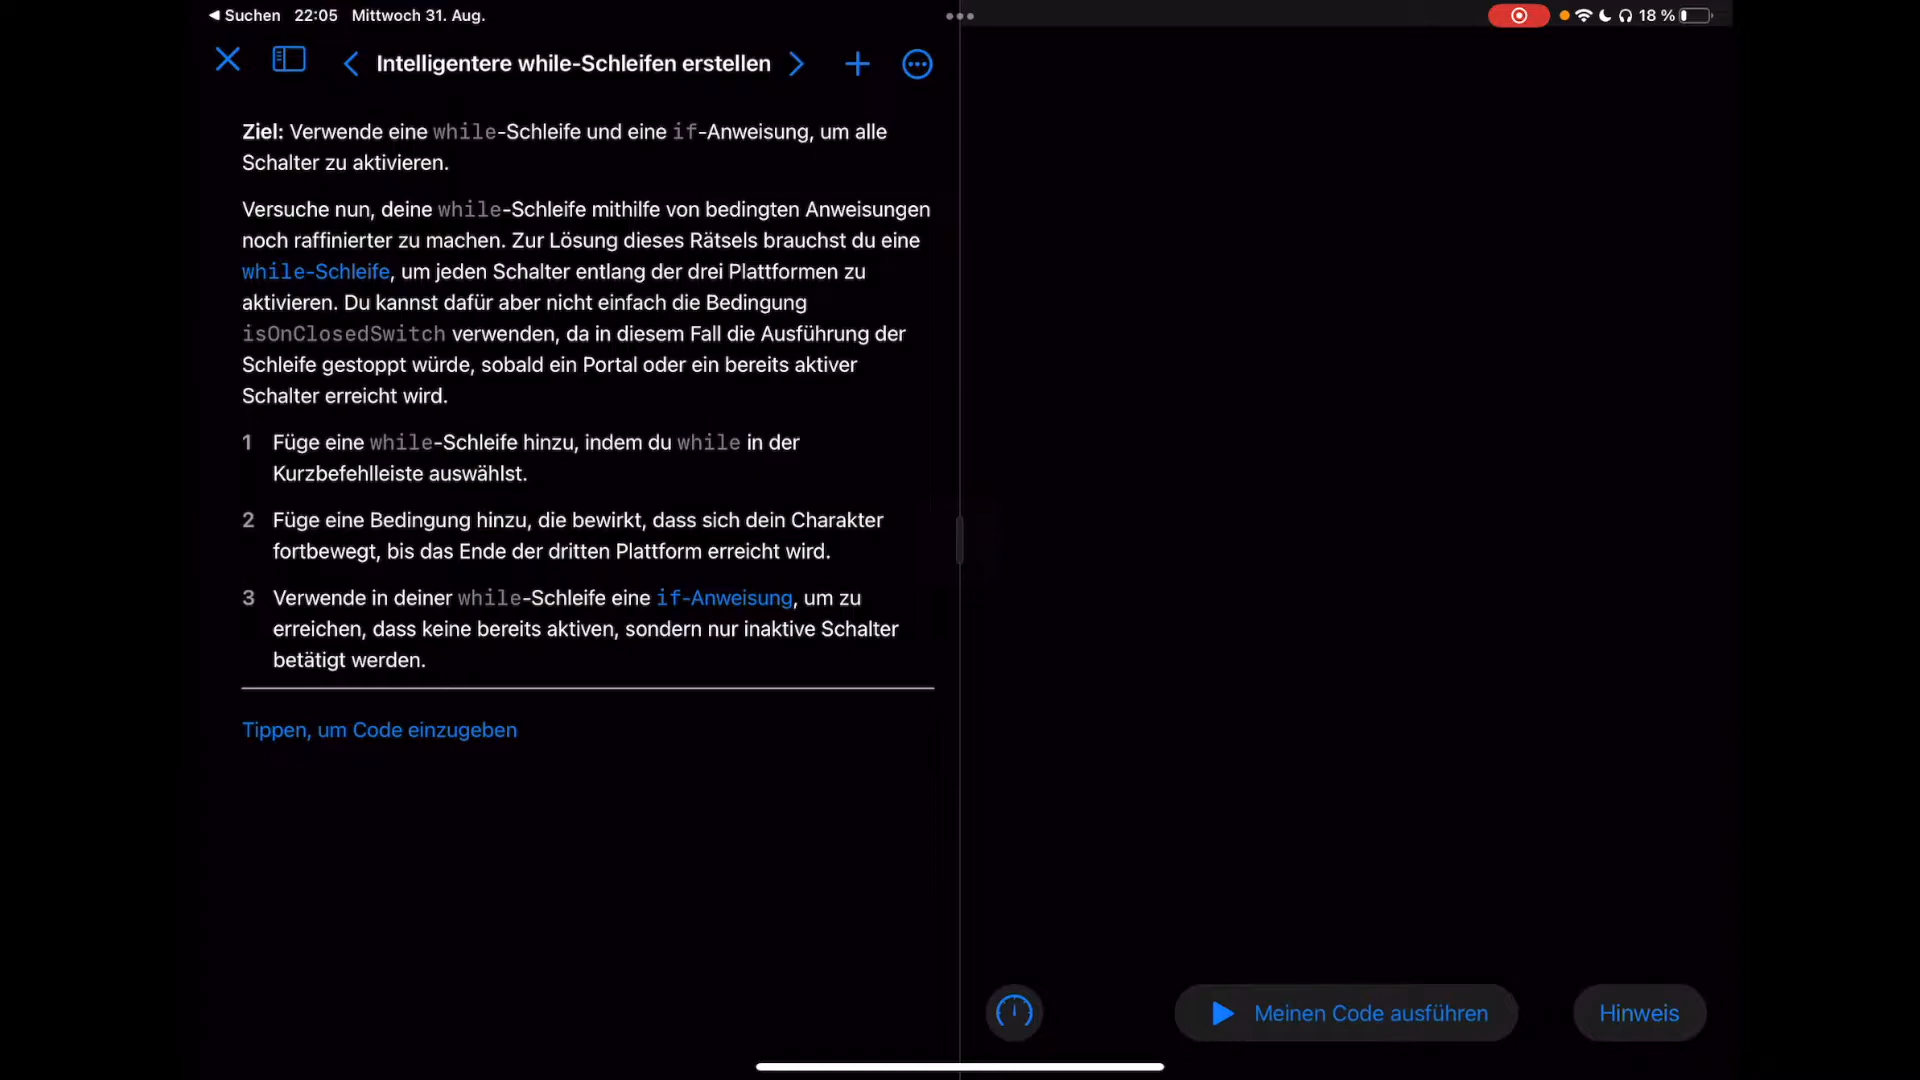 ◀ Suchen 22:05 Mittwoch 31. Aug. 18 %
Intelligentere while-Schleifen erstellen
Ziel: Verwende eine while-Schleife und eine if-Anweisung, um alle
Schalter zu aktivieren.
Versuche nun, deine while-Schleife mithilfe von bedingten Anweisungen
noch raffinierter zu machen. Zur Lösung dieses Rätsels brauchst du eine
while-Schleife, um jeden Schalter entlang der drei Plattformen zu
aktivieren. Du kannst dafür aber nicht einfach die Bedingung
isOnClosedSwitch verwenden, da in diesem Fall die Ausführung der
Schleife gestoppt würde, sobald ein Portal oder ein bereits aktiver
Schalter erreicht wird.
1 Füge eine while-Schleife hinzu, indem du while in der
Kurzbefehlleiste auswählst.
2 Füge eine Bedingung hinzu, die bewirkt, dass sich dein Charakter
fortbewegt, bis das Ende der dritten Plattform erreicht wird.
3 Verwende in deiner while-Schleife eine if-Anweisung, um zu
erreichen, dass keine bereits aktiven, sondern nur inaktive Schalter
betätigt werden.
Tippen, um Code einzugeben
Meinen Code ausführen
Hinweis